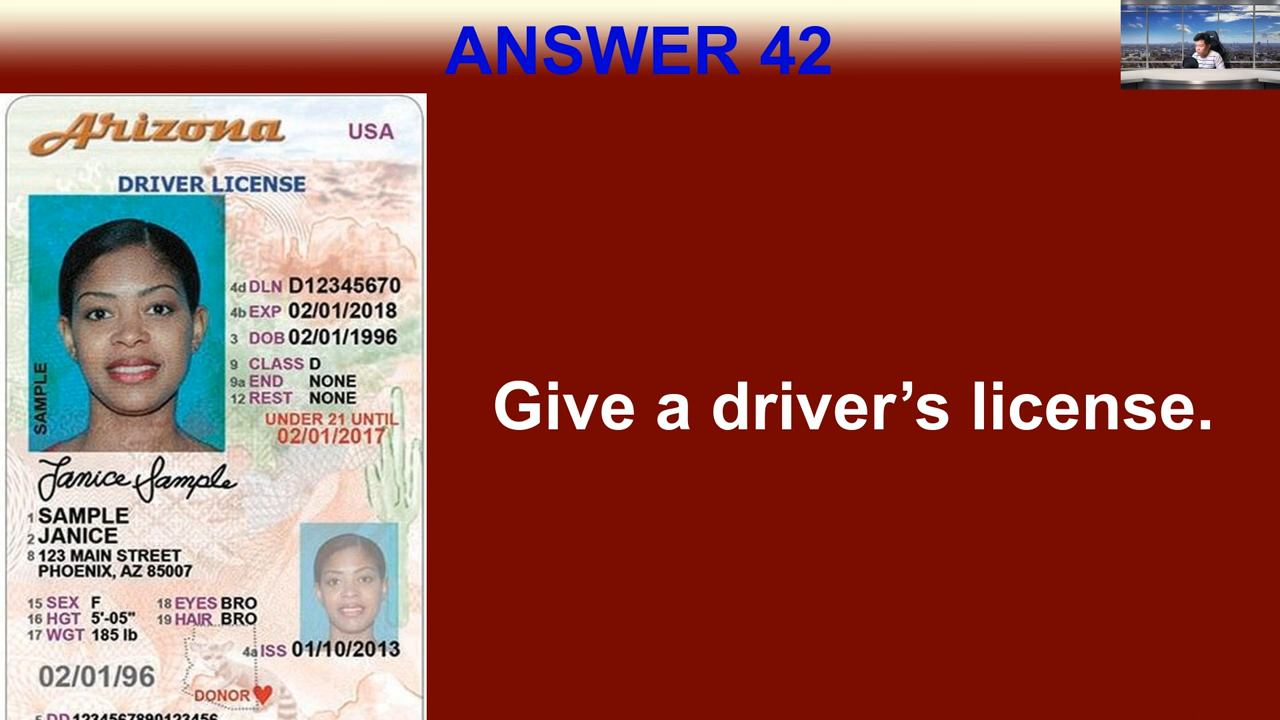 ANSWER 42
Arizona
USA
DRIVER LICENSE
SAMPLE
4d DLN D12345670
4b EXP 02/01/2018
3 DOB 02/01/1996
9 CLASS D
9a END NONE
12 REST NONE
UNDER 21 UNTIL
02/01/2017
Janice Sample
1 SAMPLE
2 JANICE
8 123 MAIN STREET
PHOENIX, AZ 85007
15 SEX F 18 EYES BRO
16 HGT 5'-05" 19 HAIR BRO
17 WGT 185 lb
4a ISS 01/10/2013
02/01/96
DONOR
5 DD 1234567890123456
Give a driver’s license.